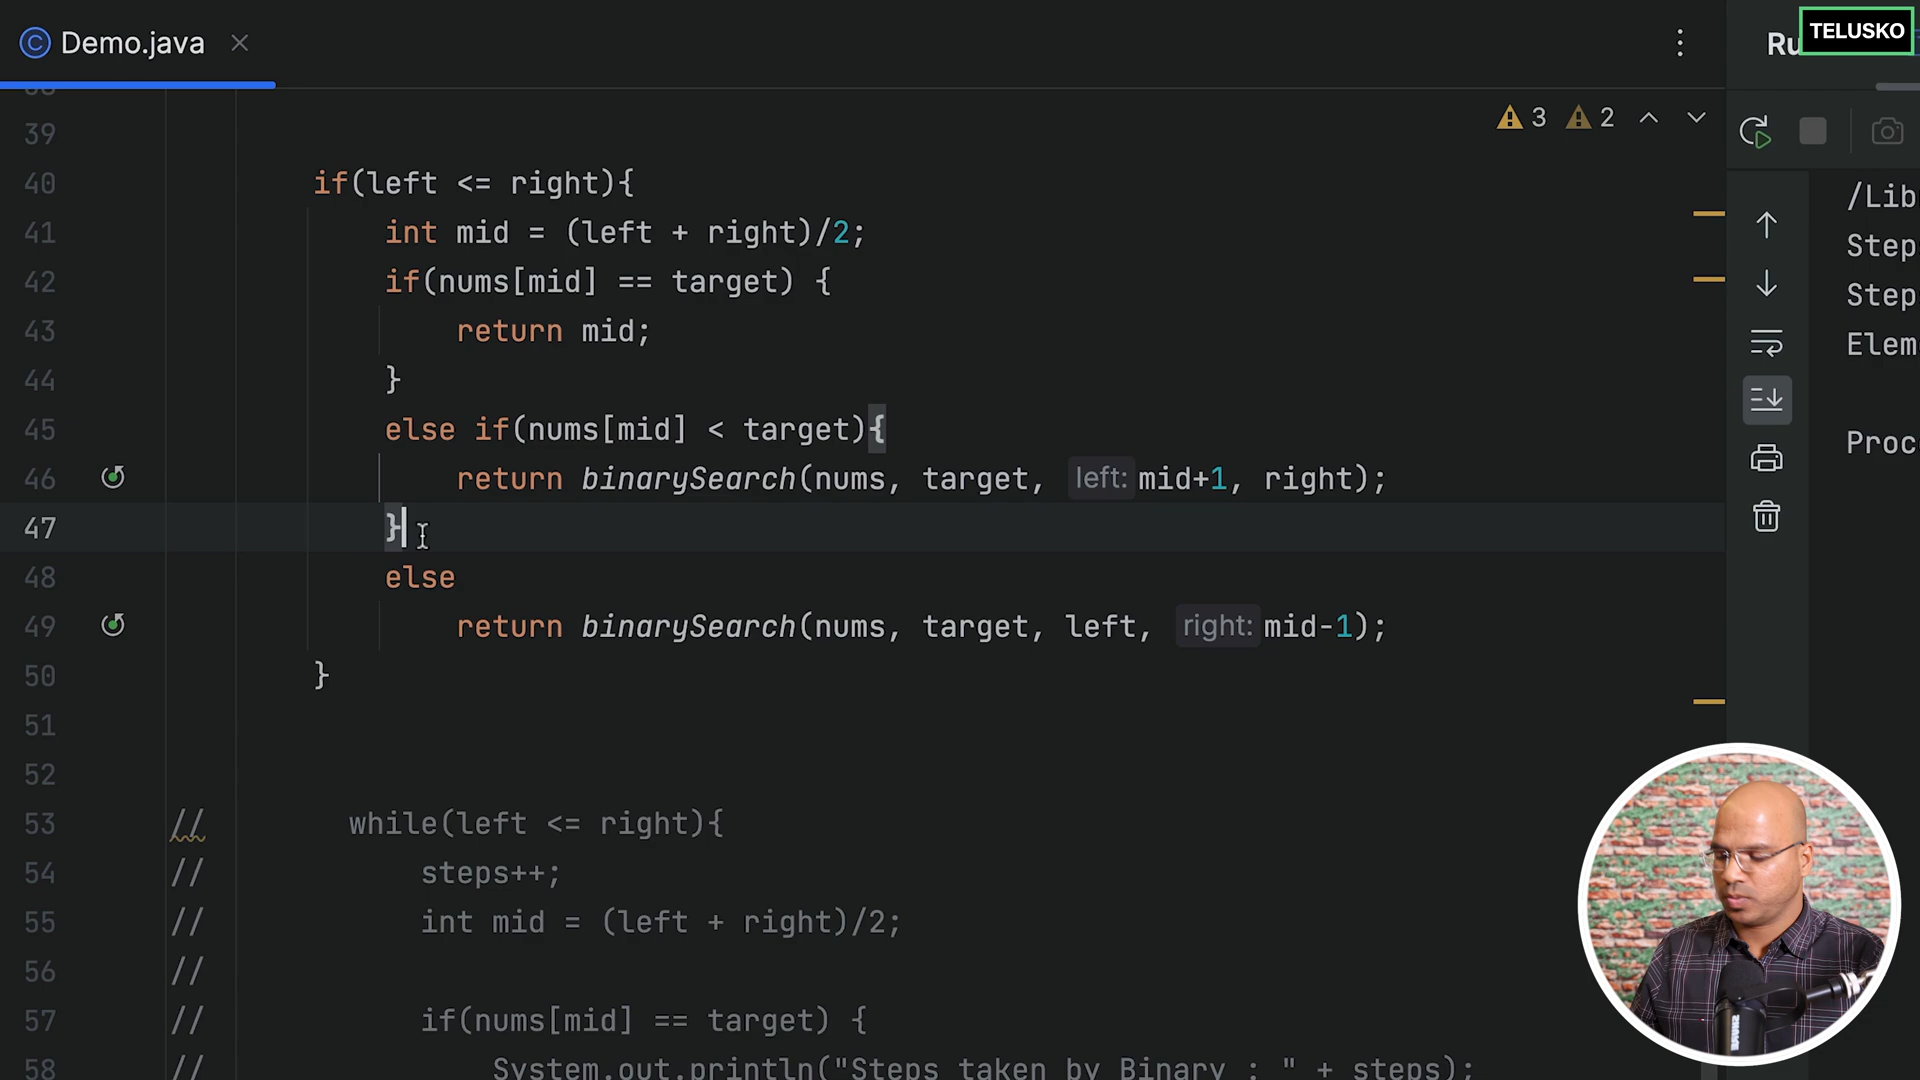 Demo.java
Ru
TELUSKO
3 2
39
40 if(left <= right){
41 int mid = (left + right)/2;
42 if(nums[mid] == target) {
43 return mid;
44 }
45 else if(nums[mid] < target){
46 return binarySearch(nums, target, left: mid+1, right);
47 }
48 else
49 return binarySearch(nums, target, left, right: mid-1);
50 }
51
52
53 // while(left <= right){
54 // steps++;
55 // int mid = (left + right)/2;
56 //
57 // if(nums[mid] == target) {
58 // System.out.println("Steps taken by Binary : " + steps);
/Lib
Step
Step
Elem
Proc